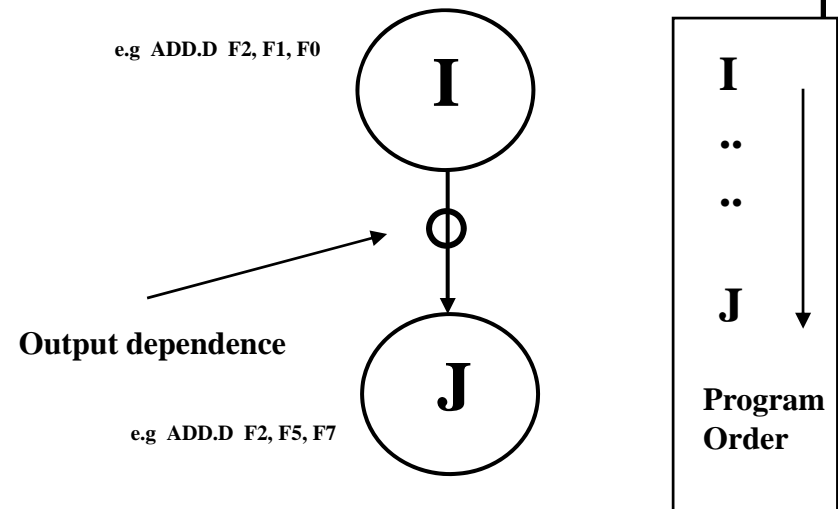 e.g ADD.D F2, F1, F0
I
Output dependence
J
e.g ADD.D F2, F5, F7
I
..
..
J
Program
Order